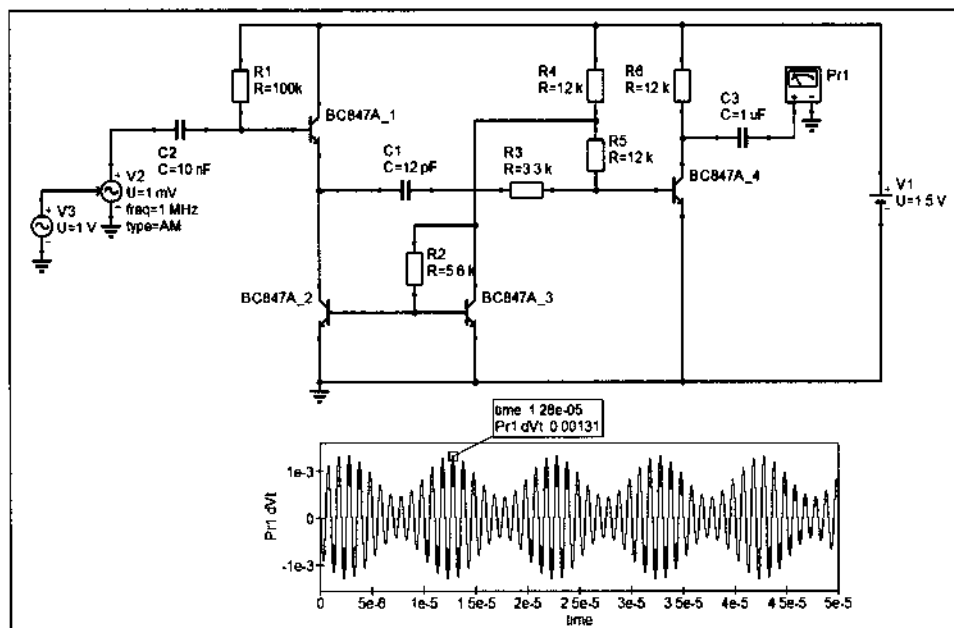 R1
R=100k
BC847A_1
C2
C=10 nF
V2
U=1 mV
freq=1 MHz
type=AM
V3
U=1 V
C1
C=12 pF
R3
R=3.3 k
R4
R=12 k
R5
R=12 k
R6
R=12 k
C3
C=1 uF
Pr1
BC847A_4
V1
U=1.5 V
R2
R=5.6 k
BC847A_2
BC847A_3
time 1.28e-05
Pr1 dVt 0.00131
Pr1 dVt
1e-3
0
-1e-3
0
5e-6
1e-5
1.5e-5
2e-5
2.5e-5
3e-5
3.5e-5
4e-5
4.5e-5
5e-5
time